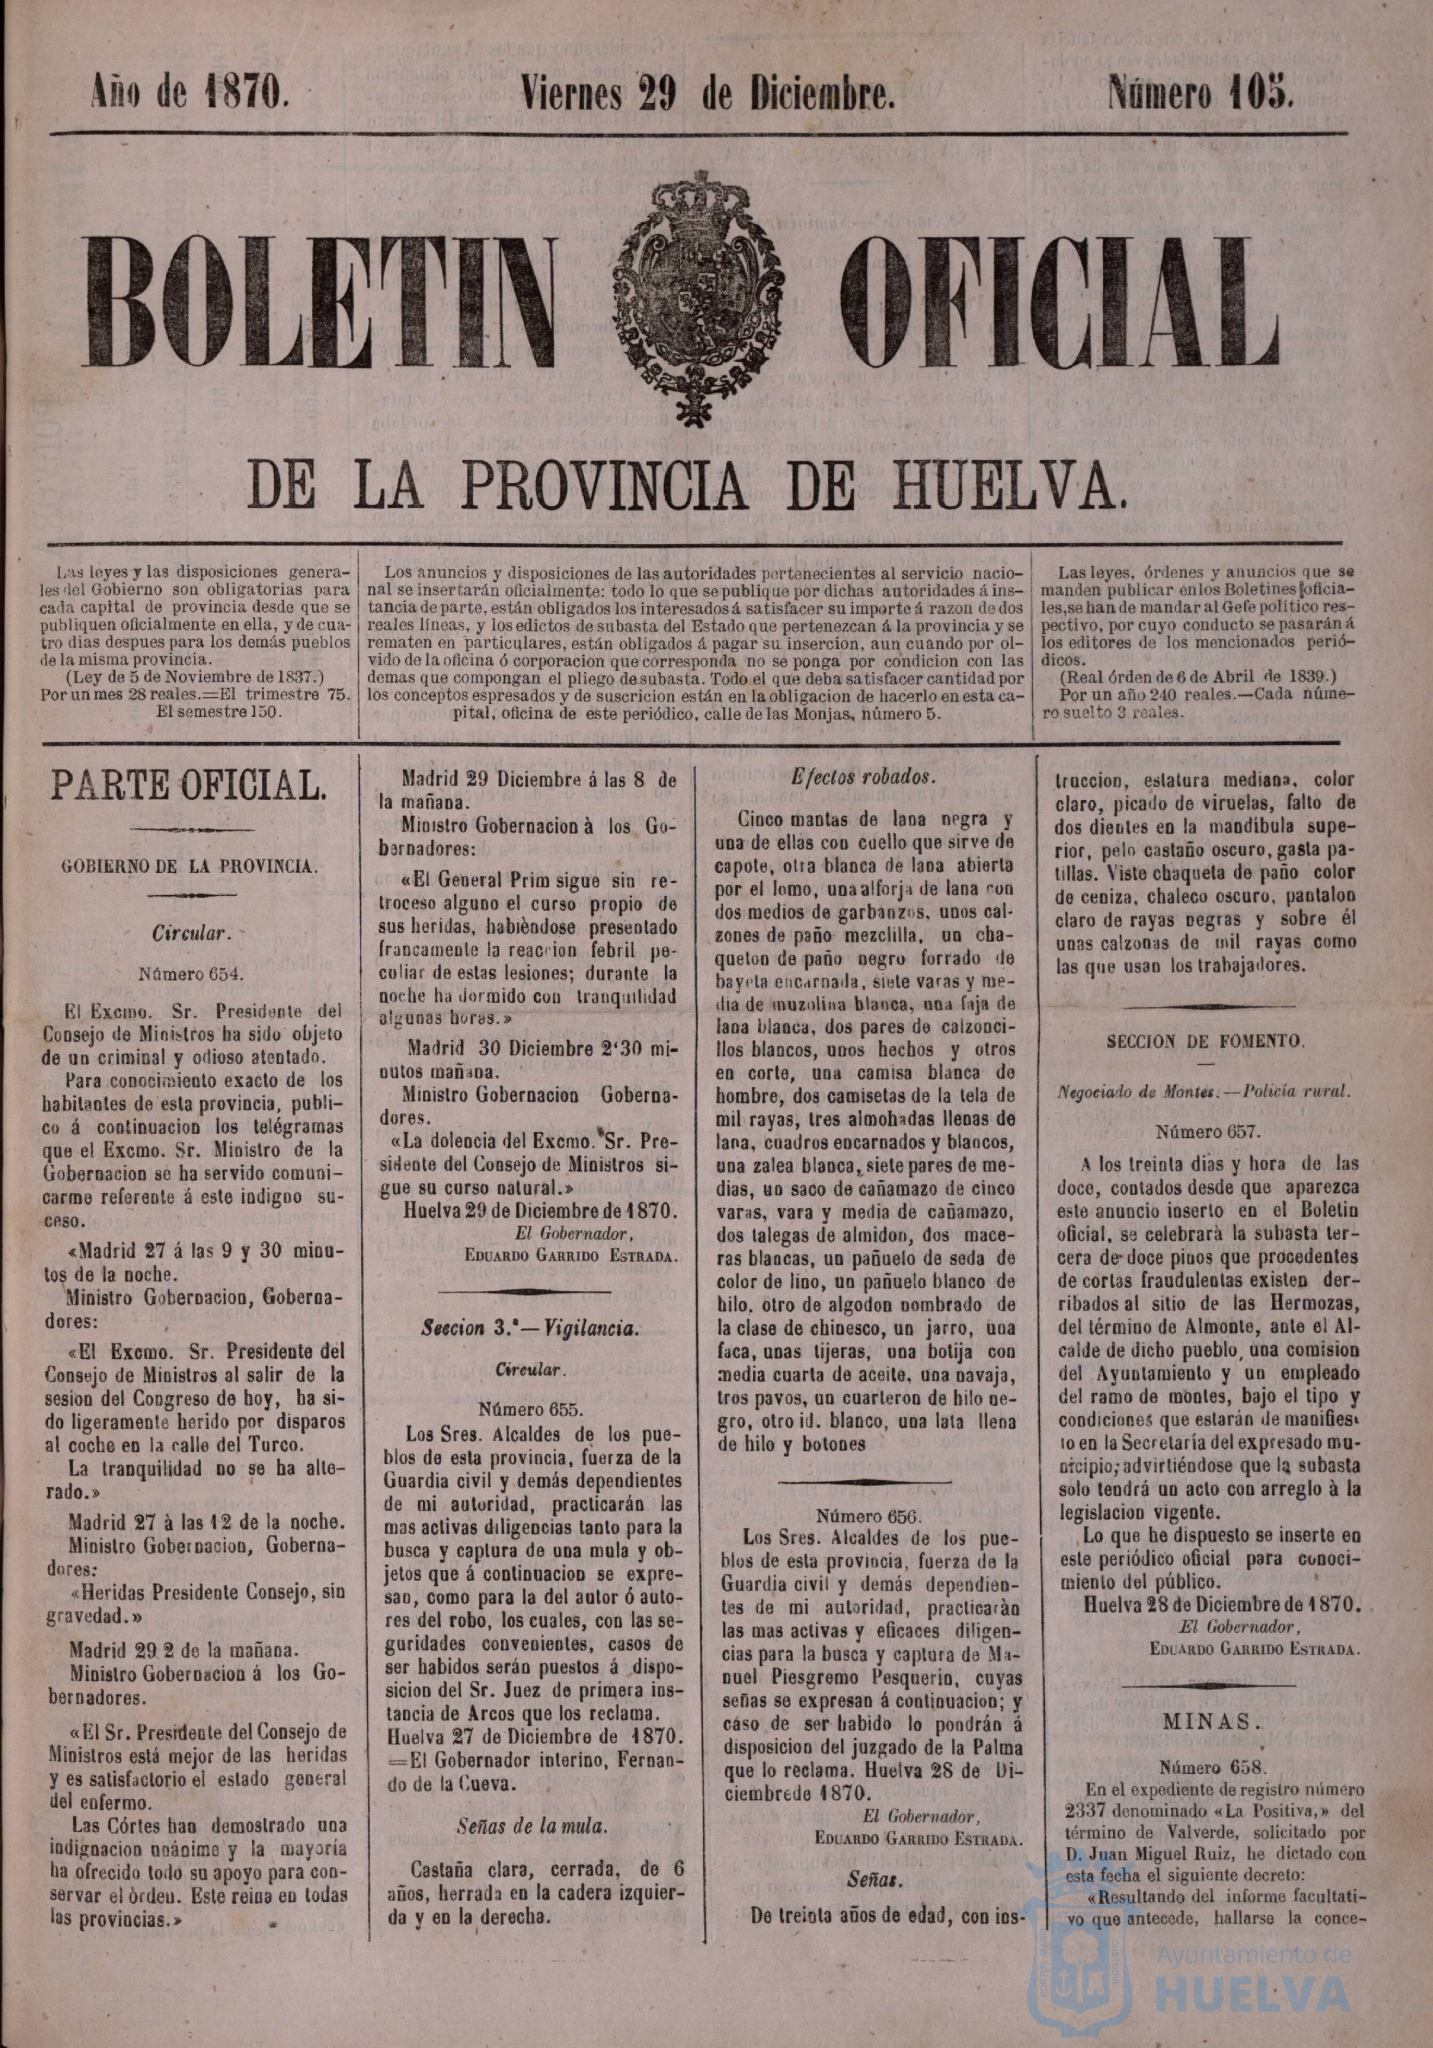 Año de 1870.
Viernes 29 de Diciembre.
Número 105.
BOLETIN OFICIAL
DE LA PROVINCIA DE HUELVA.
Las leyes y las disposiciones genera-
les del Gobierno son obligatorias para
cada capital de provincia desde que se
publiquen oficialmente en ella, y de cua-
tro dias despues para los demás pueblos
de la misma provincia.
(Ley de 5 de Noviembre de 1837.)
Por un mes 28 reales.=El trimestre 75.
El semestre 150.
Los anuncios y disposiciones de las autoridades pertenecientes al servicio nacio-
nal se insertarán oficialmente: todo lo que se publique por dichas autoridades á ins-
tancia de parte, están obligados los interesados á satisfacer su importe á razon de dos
reales líneas, y los edictos de subasta del Estado que pertenezcan á la provincia y se
rematen en particulares, están obligados á pagar su insercion, aun cuando por ol-
vido de la oficina ó corporacion que corresponda no se ponga por condicion con las
demas que compongan el pliego de subasta. Todo el que deba satisfacer cantidad por
los conceptos espresados y de suscricion están en la obligacion de hacerlo en esta ca-
pital, oficina de este periódico, calle de las Monjas, número 5.
Las leyes, órdenes y anuncios que se
manden publicar en los Boletines oficia-
les, se han de mandar al Gefe político res-
pectivo, por cuyo conducto se pasarán á
los editores de los mencionados perió-
dicos.
(Real órden de 6 de Abril de 1839.)
Por un año 240 reales.—Cada núme-
ro suelto 3 reales.
PARTE OFICIAL.
GOBIERNO DE LA PROVINCIA.
Circular.
Número 654.
El Excmo. Sr. Presidente del
Consejo de Ministros ha sido objeto
de un criminal y odioso atentado.
Para conocimiento exacto de los
habitantes de esta provincia, publi-
co á continuacion los telégramas
que el Excmo. Sr. Ministro de la
Gobernacion se ha servido comuni-
carme referente á este indigno su-
ceso.
«Madrid 27 á las 9 y 30 minu-
tos de la noche.
Ministro Gobernacion, Goberna-
dores:
«El Excmo. Sr. Presidente del
Consejo de Ministros al salir de la
sesion del Congreso de hoy, ha si-
do ligeramente herido por disparos
al coche en la calle del Turco.
La tranquilidad no se ha alte-
rado.»
Madrid 27 à las 12 de la noche.
Ministro Gobernacion, Goberna-
dores:
«Heridas Presidente Consejo, sin
gravedad.»
Madrid 29 2 de la mañana.
Ministro Gobernacion á los Go-
bernadores.
«El Sr. Presidente del Consejo de
Ministros está mejor de las heridas
y es satisfactorio el estado general
del enfermo.
Las Córtes han demostrado una
indignacion unánime y la mayoría
ha ofrecido todo su apoyo para con-
servar el órden. Este reina en todas
las provincias.»
Madrid 29 Diciembre á las 8 de
la mañana.
Ministro Gobernacion à los Go-
bernadores:
«El General Prim sigue sin re-
troceso alguno el curso propio de
sus heridas, habièndose presentado
francamente la reaccion febril pe-
culiar de estas lesiones; durante la
noche ha dormido con tranquilidad
algunas horas.»
Madrid 30 Diciembre 2‘30 mi-
nutos mañana.
Ministro Gobernacion Goberna-
dores.
«La dolencia del Excmo. Sr. Pre-
sidente del Consejo de Ministros si-
gue su curso natural.»
Huelva 29 de Diciembre de 1870.
El Gobernador,
EDUARDO GARRIDO ESTRADA.
Seccion 3.ª—Vigilancia.
Circular.
Número 655.
Los Sres. Alcaldes de los pue-
blos de esta provincia, fuerza de la
Guardia civil y demás dependientes
de mi autoridad, practicarán las
mas activas diligencias tanto para la
busca y captura de una mula y ob-
jetos que á continuacion se expre-
san, como para la del autor ó auto-
res del robo, los cuales, con las se-
guridades convenientes, casos de
ser habidos serán puestos á dispo-
sicion del Sr. Juez de primera ins-
tancia de Arcos que los reclama.
Huelva 27 de Diciembre de 1870.
=El Gobernador interino, Fernan-
do de la Cueva.
Señas de la mula.
Castaña clara, cerrada, de 6
años, herrada en la cadera izquier-
da y en la derecha.
Efectos robados.
Cinco mantas de lana negra y
una de ellas con cuello que sirve de
capote, otra blanca de lana abierta
por el lomo, una alforja de lana con
dos medios de garbanzos, unos cal-
zones de paño mezclilla, un cha-
queton de paño negro forrado de
bayeta encarnada, siete varas y me-
dia de muzolina blanca, una faja de
lana blanca, dos pares de calzonci-
llos blancos, unos hechos y otros
en corte, una camisa blanca de
hombre, dos camisetas de la tela de
mil rayas, tres almohadas llenas de
lana, cuadros encarnados y blancos,
una zalea blanca, siete pares de me-
dias, un saco de cañamazo de cinco
varas, vara y media de cañamazo,
dos talegas de almidon, dos mace-
ras blancas, un pañuelo de seda de
color de lino, un pañuelo blanco de
hilo, otro de algodon nombrado de
la clase de chinesco, un jarro, una
faca, unas tijeras, una botija con
media cuarta de aceite, una navaja,
tros pavos, un cuarteron de hilo ne-
gro, otro id. blanco, una lata llena
de hilo y botones
Número 656.
Los Sres. Alcaldes de los pue-
blos de esta provincia, fuerza de la
Guardia civil y demás dependien-
tes de mi autoridad, practicaràn
las mas activas y eficaces diligen-
cias para la busca y captura de Ma-
nuel Piesgremo Pesquerin, cuyas
señas se expresan á continuacion; y
caso de ser habido lo pondrán á
disposicion del juzgado de la Palma
que lo reclama. Huelva 28 de Di-
ciembre de 1870.
El Gobernador,
EDUARDO GARRIDO ESTRADA.
Señas.
De treinta años de edad, con ins-
truccion, estatura mediana, color
claro, picado de viruelas, falto de
dos dientes en la mandibula supe-
rior, pelo castaño oscuro, gasta pa-
tillas. Viste chaqueta de paño color
de ceniza, chaleco oscuro, pantalon
claro de rayas negras y sobre él
unas calzonas de mil rayas como
las que usan los trabajadores.
SECCION DE FOMENTO.
Negociado de Montes.—Policía rural.
Número 657.
A los treinta dias y hora de las
doce, contados desde que aparezca
este anuncio inserto en el Boletin
oficial, se celebrarà la subasta ter-
cera de doce pinos que procedentes
de cortas fraudulentas existen der-
ribados al sitio de las Hermozas,
del término de Almonte, ante el Al-
calde de dicho pueblo, una comision
del Ayuntamiento y un empleado
del ramo de montes, bajo el tipo y
condiciones que estarán de manifies-
to en la Secretaría del expresado mu-
nicipio; advirtiéndose que la subasta
solo tendrá un acto con arreglo à la
legislacion vigente.
Lo que he dispuesto se inserte en
este periódico oficial para conoci-
miento del público.
Huelva 28 de Diciembre de 1870.
El Gobernador,
EDUARDO GARRIDO ESTRADA.
MINAS.
Número 658.
En el expediente de registro número
2337 denominado «La Positiva,» del
término de Valverde, solicitado por
D. Juan Miguel Ruiz, he dictado con
esta fecha el siguiente decreto:
«Resultando del informe facultati-
vo que antecede, hallarse la conce-
Ayuntamiento de
HUELVA